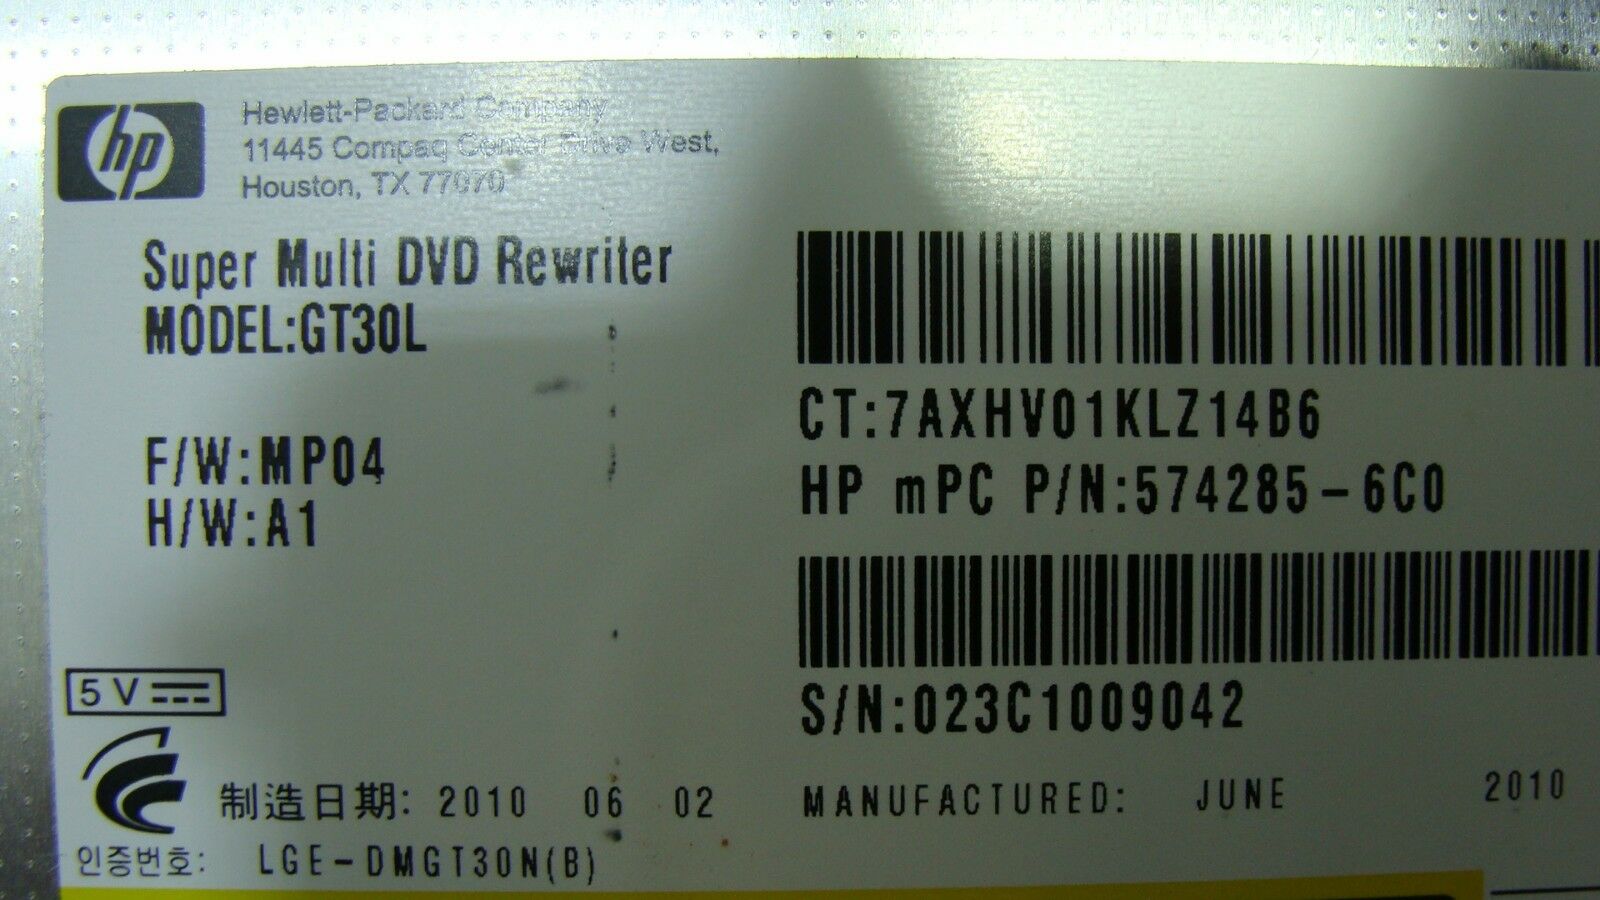 hp
Hewlett-Packard Company
11445 Compaq Center Drive West,
Houston, TX 77070
Super Multi DVD Rewriter
MODEL:GT30L
F/W:MP04
H/W:A1
CT:7AXHV01KLZ14B6
HP mPC P/N:574285-6C0
S/N:023C1009042
5V
制造日期: 2010 06 02
MANUFACTURED: JUNE 2010
인증번호: LGE-DMGT30N(B)